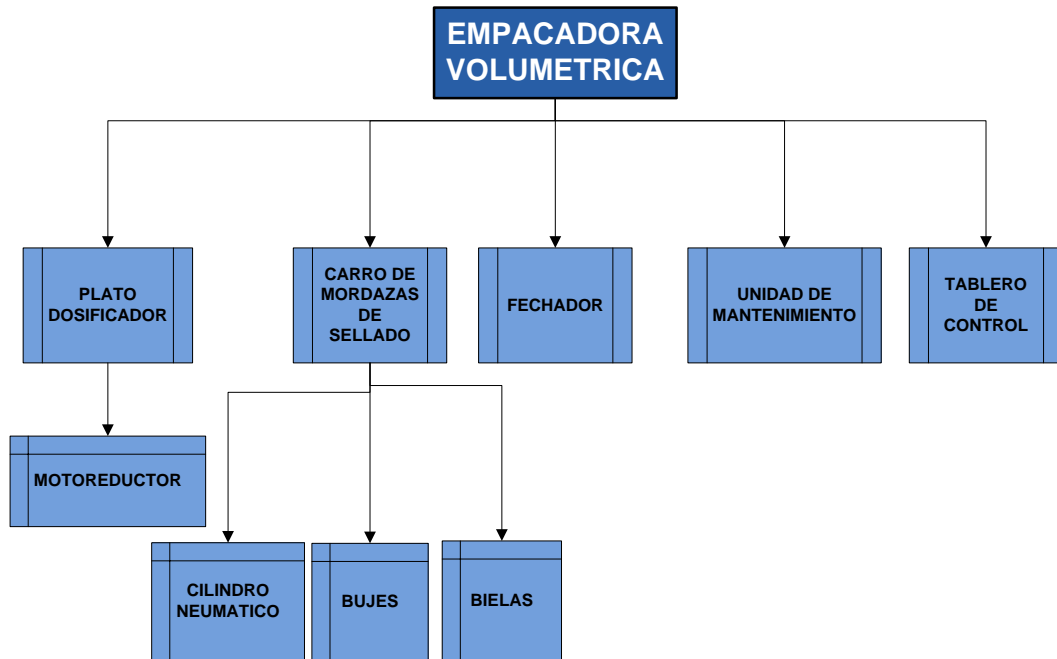 EMPACADORA
VOLUMETRICA
PLATO
DOSIFICADOR
CARRO DE
MORDAZAS
DE
SELLADO
FECHADOR
UNIDAD DE
MANTENIMIENTO
TABLERO
DE
CONTROL
MOTOREDUCTOR
CILINDRO
NEUMATICO
BUJES
BIELAS